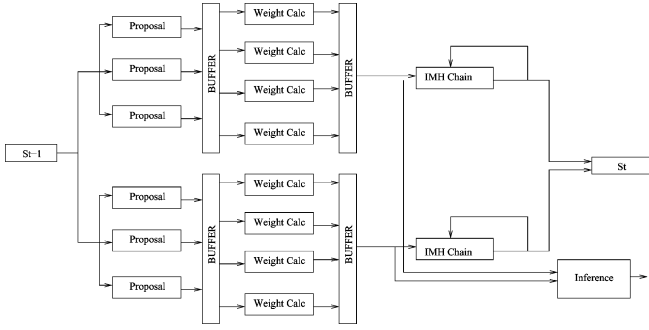 Proposal
Proposal
Proposal
BUFFER
Weight Calc
Weight Calc
Weight Calc
Weight Calc
BUFFER
IMH Chain
St−1
St
Proposal
Proposal
Proposal
BUFFER
Weight Calc
Weight Calc
Weight Calc
Weight Calc
BUFFER
IMH Chain
Inference